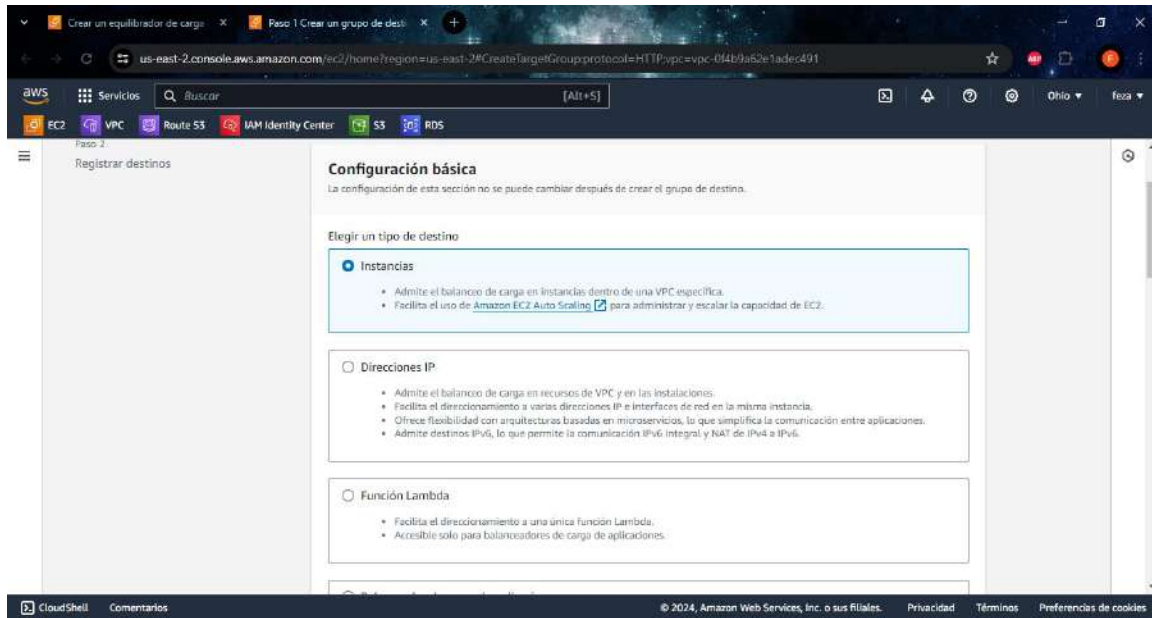 Crear un equilibrador de carga
Paso 1 Crear un grupo de desti
us-east-2.console.aws.amazon.com/ec2/home?region=us-east-2#CreateTargetGroup:protocol=HTTP;vpc=vpc-0f4b9a62e1adec491
aws
Servicios
Buscar
[Alt+S]
Ohio
feza
EC2
VPC
Route 53
IAM Identity Center
S3
RDS
Paso 2
Registrar destinos
Configuración básica
La configuración de esta sección no se puede cambiar después de crear el grupo de destino.
Elegir un tipo de destino
Instancias
Admite el balanceo de carga en instancias dentro de una VPC específica.
Facilita el uso de Amazon EC2 Auto Scaling para administrar y escalar la capacidad de EC2.
Direcciones IP
Admite el balanceo de carga en recursos de VPC y en las instalaciones.
Facilita el direccionamiento a varias direcciones IP e interfaces de red en la misma instancia.
Ofrece flexibilidad con arquitecturas basadas en microservicios, lo que simplifica la comunicación entre aplicaciones.
Admite destinos IPv6, lo que permite la comunicación IPv6 integral y NAT de IPv4 a IPv6.
Función Lambda
Facilita el direccionamiento a una única función Lambda.
Accesible solo para balanceadores de carga de aplicaciones.
CloudShell
Comentarios
© 2024, Amazon Web Services, Inc. o sus filiales.
Privacidad
Términos
Preferencias de cookies